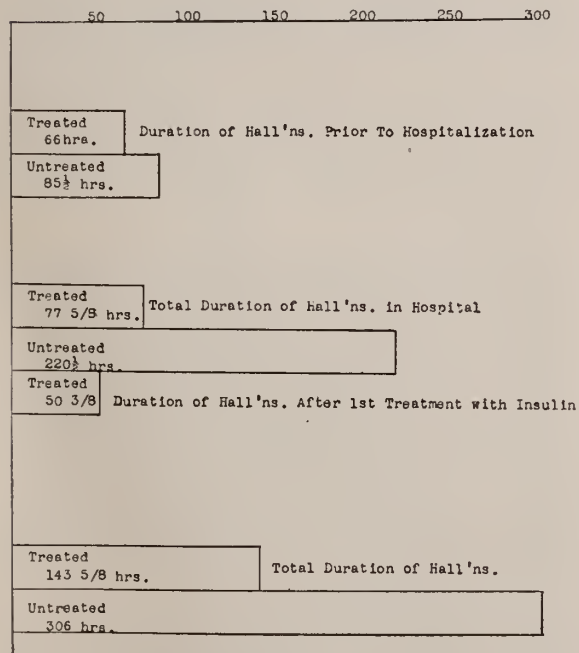 50 100 150 200 250 300
Treated
66hrs.
Duration of Hall'ns. Prior To Hospitalization
Untreated
85½ hrs.
Treated
77 5/8 hrs.
Total Duration of Hall'ns. in Hospital
Untreated
220½ hrs.
Treated
50 3/8
Duration of Hall'ns. After 1st Treatment with Insulin
Treated
143 5/8 hrs.
Total Duration of Hall'ns.
Untreated
306 hrs.